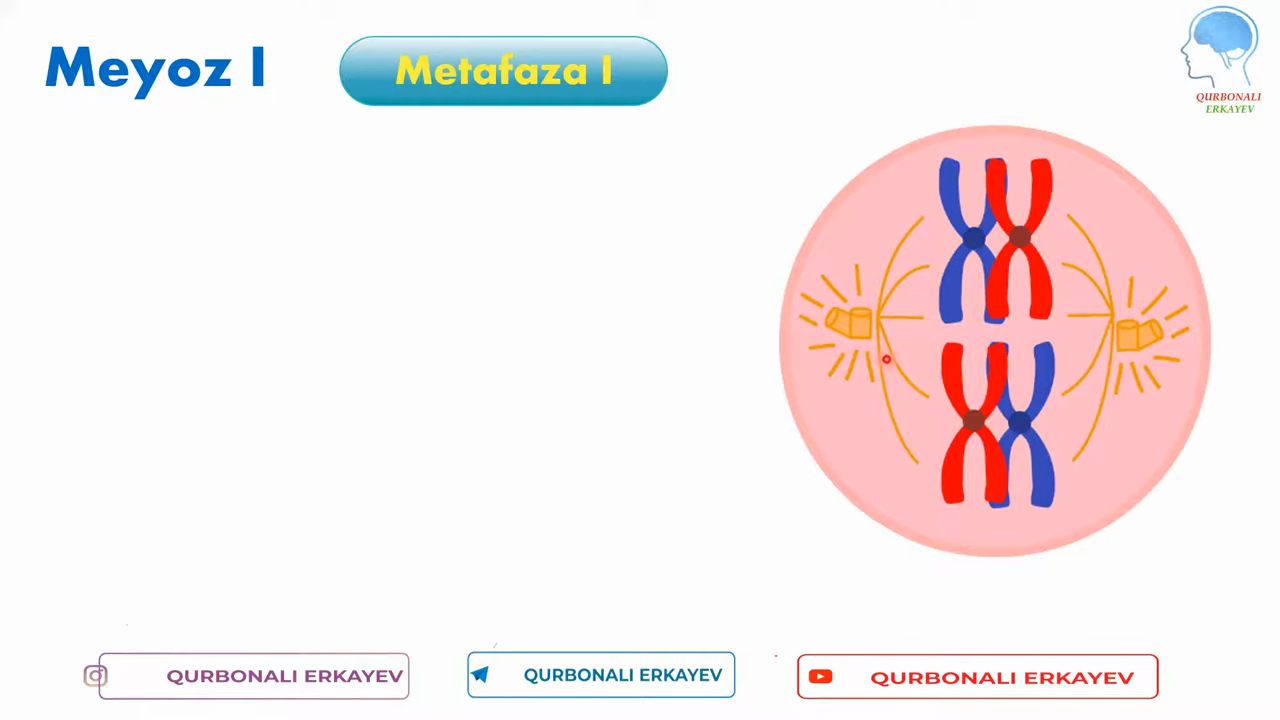 Meyoz I
Metafaza I
QURBONALI
ERKAYEV
QURBONALI ERKAYEV
QURBONALI ERKAYEV
QURBONALI ERKAYEV